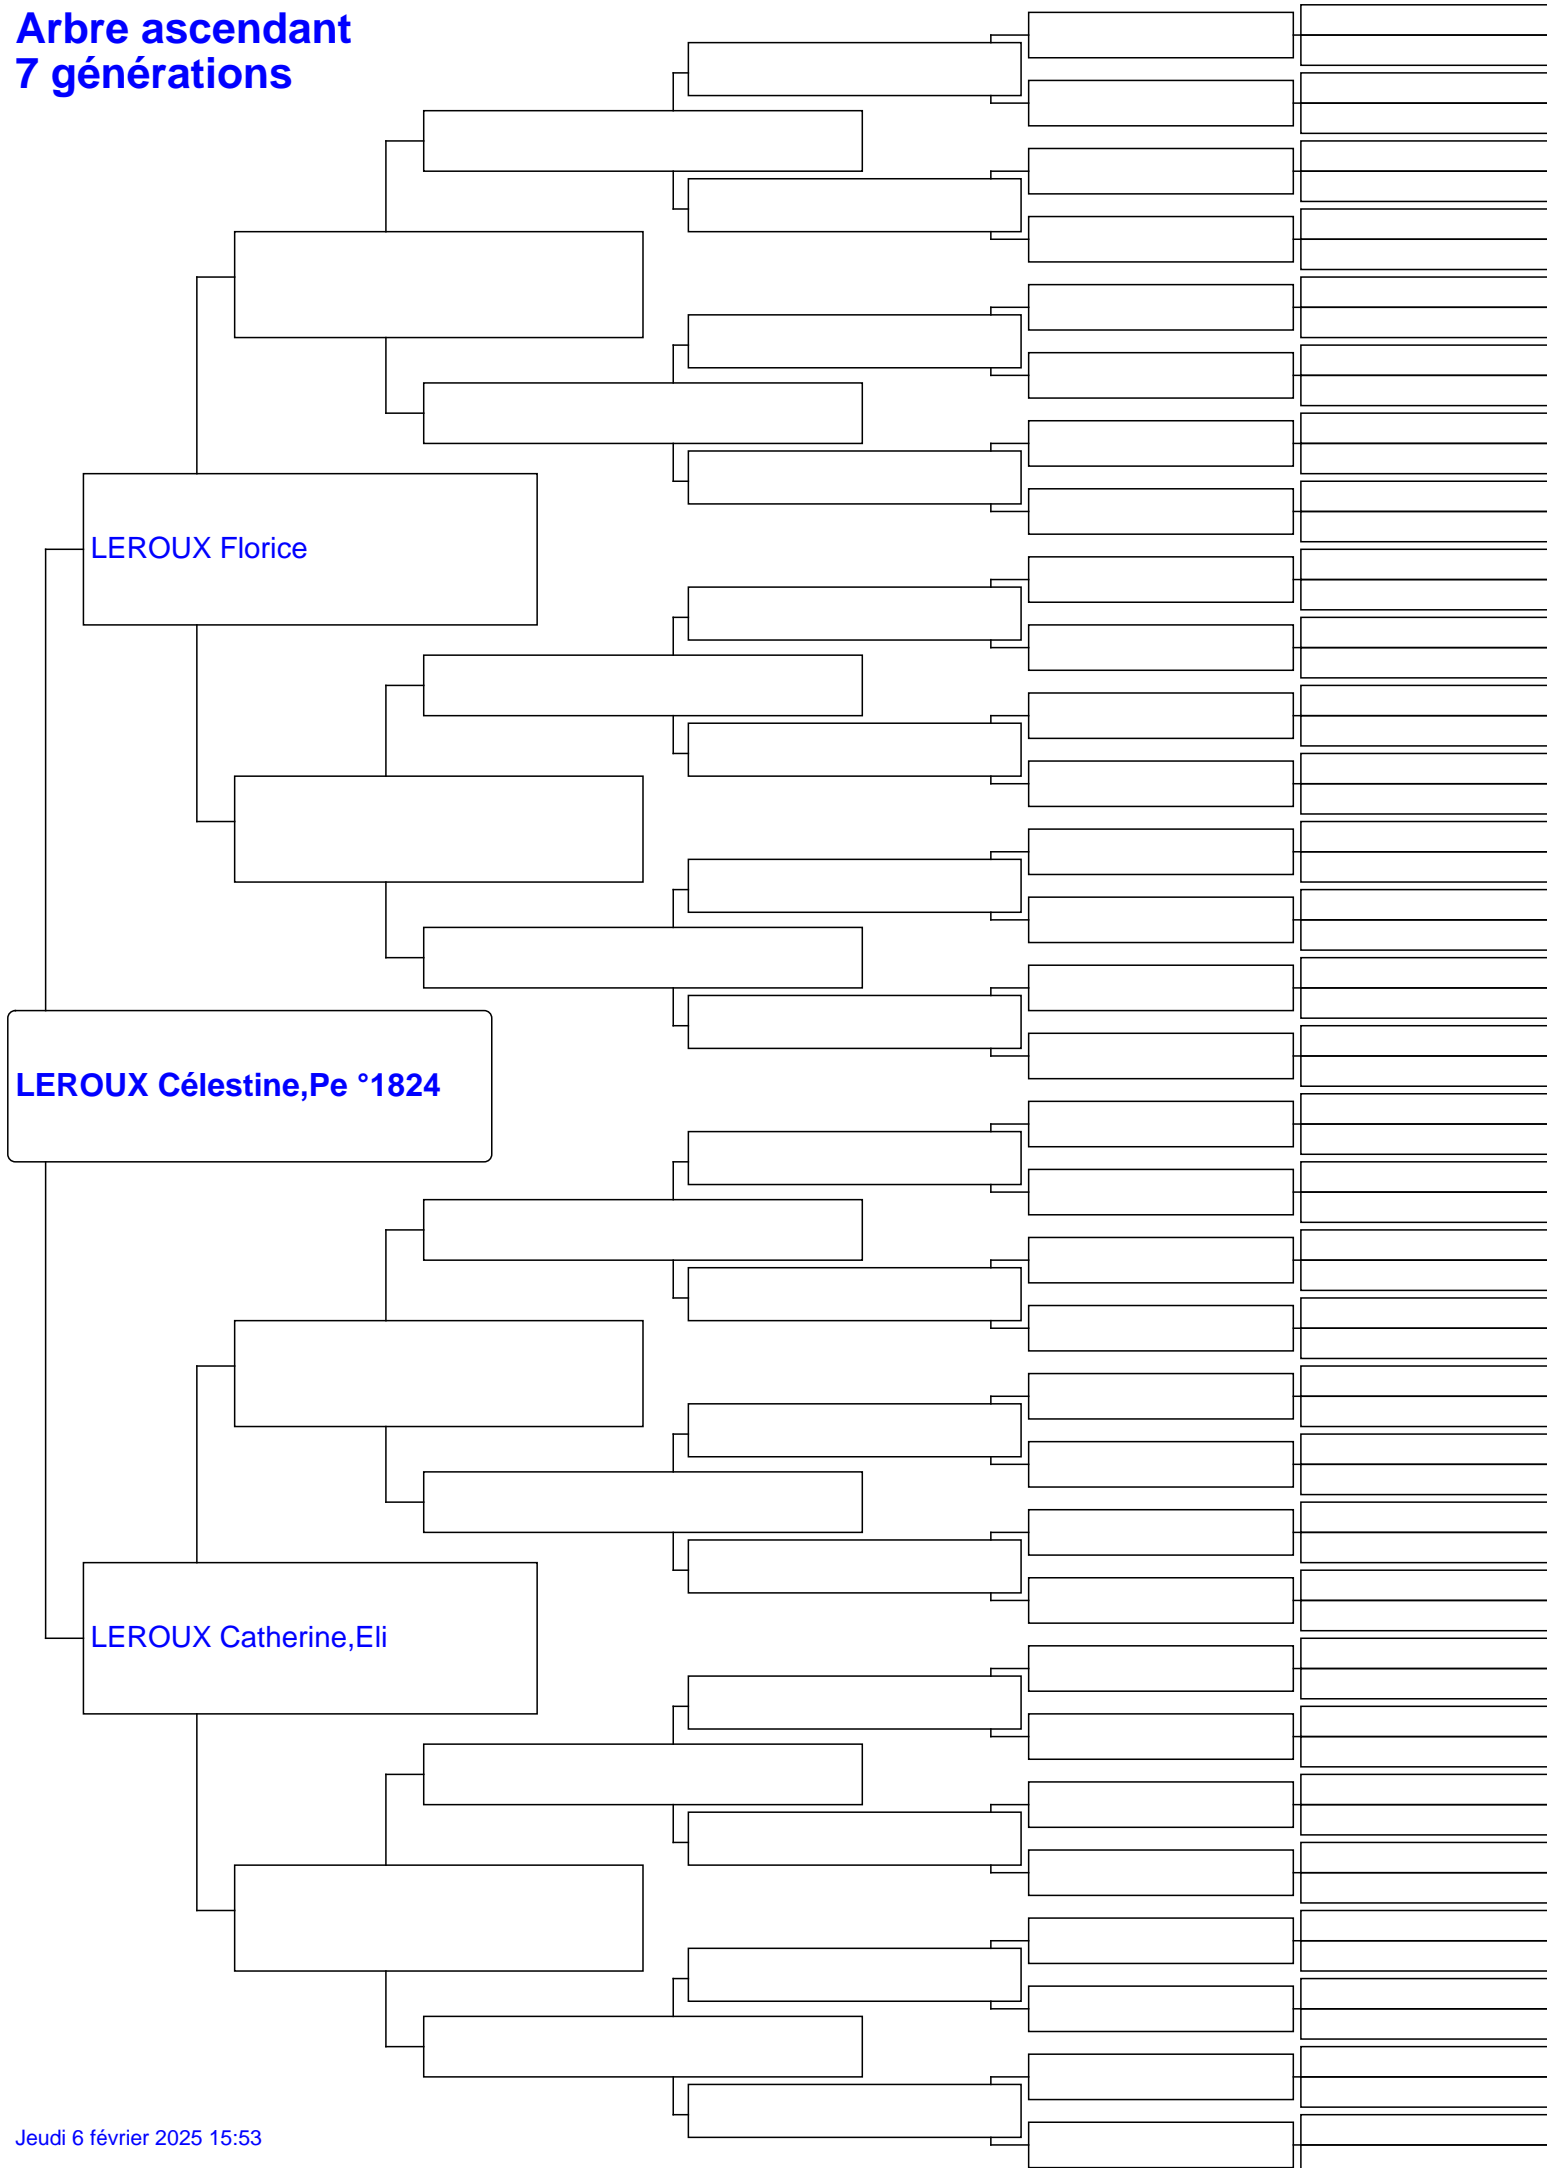 Arbre ascendant
7 générations
LEROUX Florice
LEROUX Célestine,Pe °1824
LEROUX Catherine,Eli
Jeudi 6 février 2025 15:53